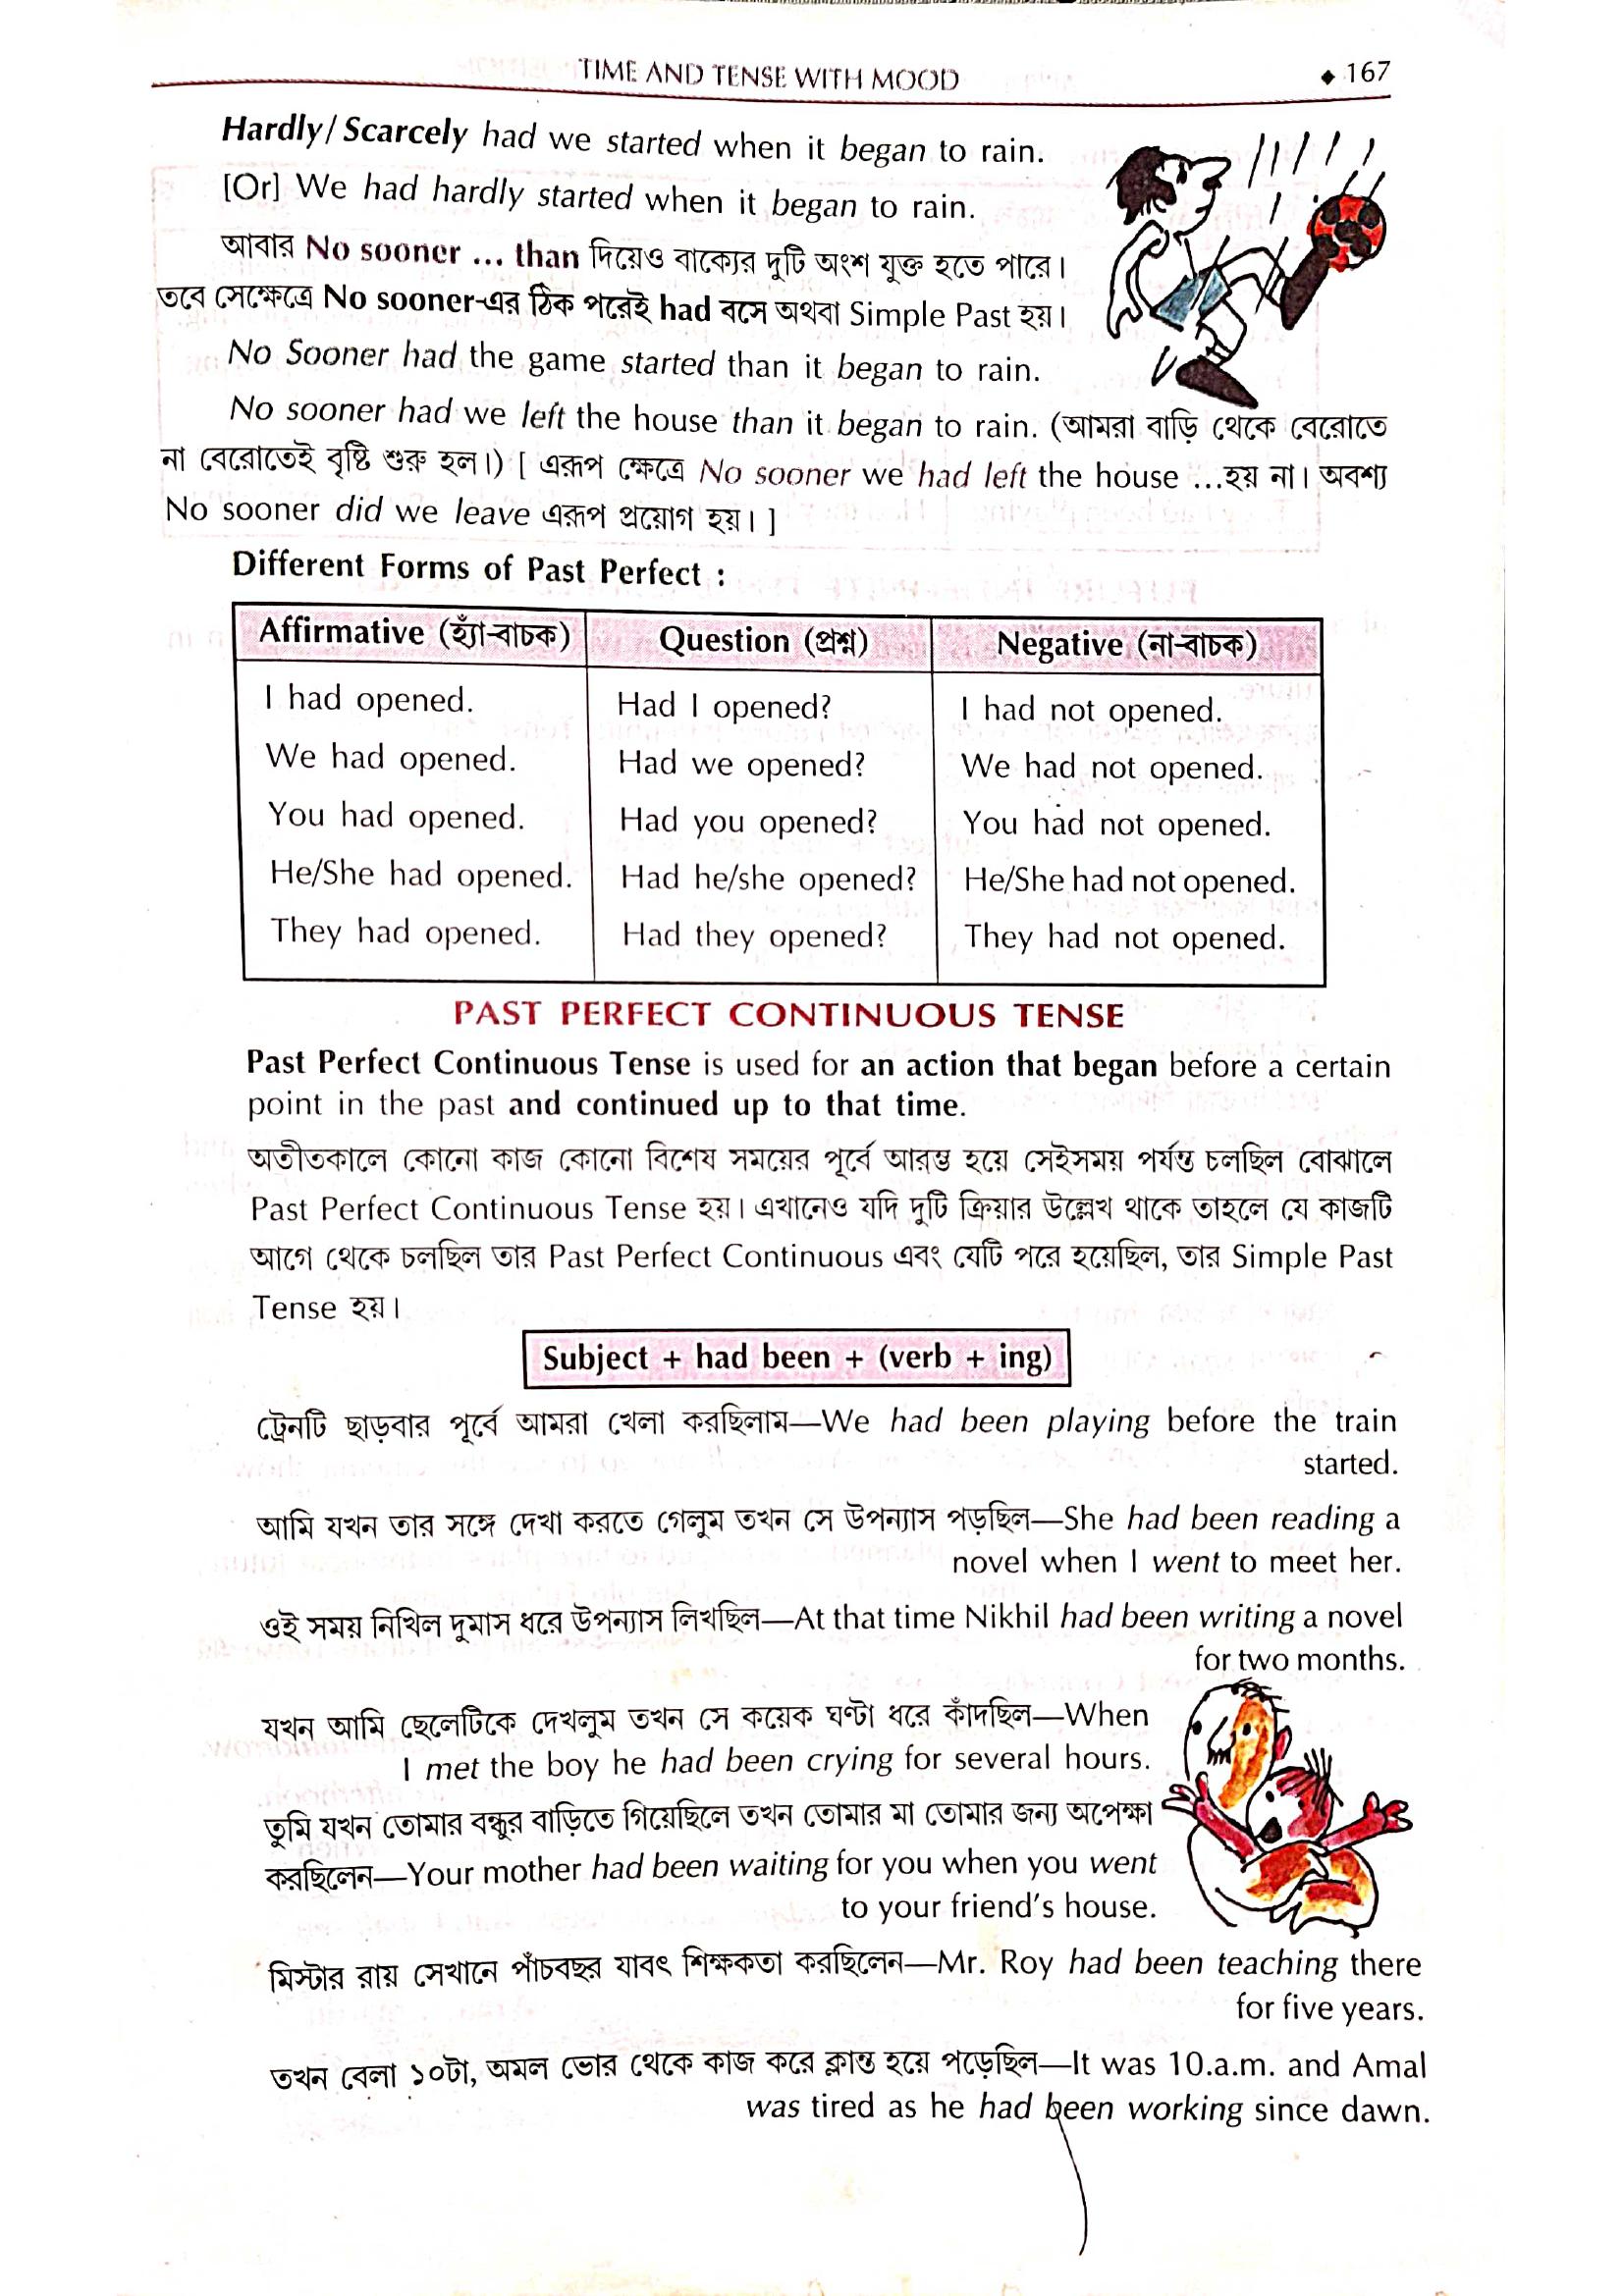 TIME AND TENSE WITH MOOD ◆ 167
Hardly/Scarcely had we started when it began to rain.
[Or] We had hardly started when it began to rain.
আবার No sooner ... than দিয়েও বাক্যের দুটি অংশ যুক্ত হতে পারে।
তবে সেক্ষেত্রে No sooner-এর ঠিক পরেই had বসে অথবা Simple Past হয়।
No Sooner had the game started than it began to rain.
No sooner had we left the house than it began to rain. (আমরা বাড়ি থেকে বেরোতে
না বেরোতেই বৃষ্টি শুরু হল।) [ এরূপ ক্ষেত্রে No sooner we had left the house ...হয় না। অবশ্য
No sooner did we leave এরূপ প্রয়োগ হয়। ]
Different Forms of Past Perfect :
Affirmative (হ্যাঁ-বাচক) Question (প্রশ্ন) Negative (না-বাচক)
I had opened. Had I opened? I had not opened.
We had opened. Had we opened? We had not opened.
You had opened. Had you opened? You had not opened.
He/She had opened. Had he/she opened? He/She had not opened.
They had opened. Had they opened? They had not opened.
PAST PERFECT CONTINUOUS TENSE
Past Perfect Continuous Tense is used for an action that began before a certain
point in the past and continued up to that time.
অতীতকালে কোনো কাজ কোনো বিশেষ সময়ের পূর্বে আরম্ভ হয়ে সেইসময় পর্যন্ত চলছিল বোঝালে
Past Perfect Continuous Tense হয়। এখানেও যদি দুটি ক্রিয়ার উল্লেখ থাকে তাহলে যে কাজটি
আগে থেকে চলছিল তার Past Perfect Continuous এবং যেটি পরে হয়েছিল, তার Simple Past
Tense হয়।
Subject + had been + (verb + ing)
ট্রেনটি ছাড়বার পূর্বে আমরা খেলা করছিলাম—We had been playing before the train
started.
আমি যখন তার সঙ্গে দেখা করতে গেলুম তখন সে উপন্যাস পড়ছিল—She had been reading a
novel when I went to meet her.
ওই সময় নিখিল দুমাস ধরে উপন্যাস লিখছিল—At that time Nikhil had been writing a novel
for two months.
যখন আমি ছেলেটিকে দেখলুম তখন সে কয়েক ঘণ্টা ধরে কাঁদছিল—When
I met the boy he had been crying for several hours.
তুমি যখন তোমার বন্ধুর বাড়িতে গিয়েছিলে তখন তোমার মা তোমার জন্য অপেক্ষা
করছিলেন—Your mother had been waiting for you when you went
to your friend's house.
মিস্টার রায় সেখানে পাঁচবছর যাবৎ শিক্ষকতা করছিলেন—Mr. Roy had been teaching there
for five years.
তখন বেলা ১০টা, অমল ভোর থেকে কাজ করে ক্লান্ত হয়ে পড়েছিল—It was 10.a.m. and Amal
was tired as he had been working since dawn.